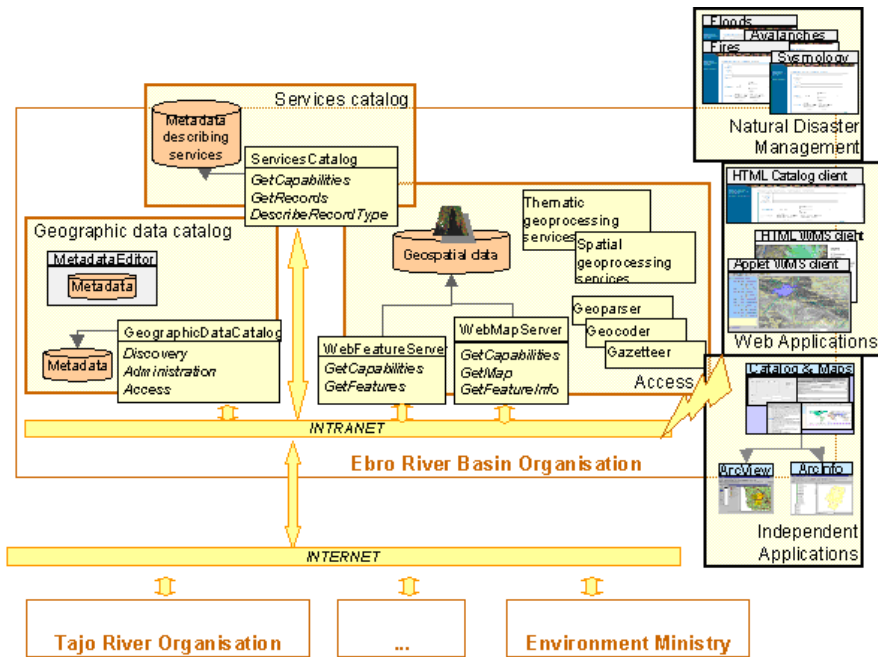 Floods
Avalanches
Fires
Sysmology
Natural Disaster
Management
Services catalog
Metadata
describing
services
ServicesCatalog
GetCapabilities
GetRecords
DescribeRecordType
HTML Catalog client
HTML WMS client
Applet WMS client
Web Applications
Geographic data catalog
MetadataEditor
Metadata
GeographicDataCatalog
Discovery
Administration
Access
Metadata
Geospatial data
Thematic
geoprocessing
services
Spatial
geoprocessing
services
Geoparser
Geocoder
Gazetteer
WebFeatureServer
GetCapabilities
GetFeatures
WebMapServer
GetCapabilities
GetMap
GetFeatureInfo
Access
Catalog & Maps
ArcView
ArcInfo
Independent
Applications
INTRANET
Ebro River Basin Organisation
INTERNET
Tajo River Organisation
...
Environment Ministry